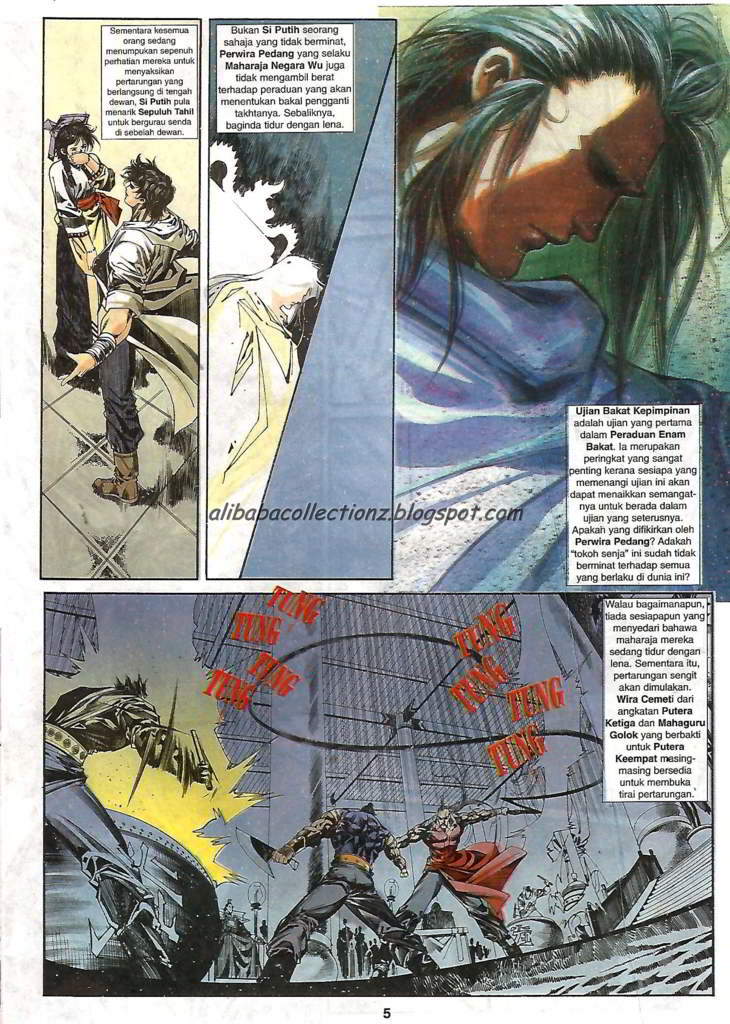 Sementara kesemua
orang sedang
menumpukan sepenuh
perhatian mereka untuk
menyaksikan
pertarungan yang
berlangsung di tengah
dewan, Si Putih pula
menarik Sepuluh Tahil
untuk bergurau senda
di sebelah dewan.
Bukan Si Putih seorang
sahaja yang tidak berminat,
Perwira Pedang yang selaku
Maharaja Negara Wu juga
tidak mengambil berat
terhadap peraduan yang akan
menentukan bakal pengganti
takhtanya. Sebaliknya,
baginda tidur dengan lena.
Ujian Bakat Kepimpinan
adalah ujian yang pertama
dalam Peraduan Enam
Bakat. Ia merupakan
peringkat yang sangat
penting kerana sesiapa yang
memenangi ujian ini akan
dapat menaikkan semangat-
nya untuk berada dalam
ujian yang seterusnya.
Apakah yang difikirkan oleh
Perwira Pedang? Adakah
"tokoh senja" ini sudah tidak
berminat terhadap semua
yang berlaku di dunia ini?
alibabacollectionz.blogspot.com
Walau bagaimanapun,
tiada sesiapapun yang
menyedari bahawa
maharaja mereka
sedang tidur dengan
lena. Sementara itu,
pertarungan sengit
akan dimulakan.
Wira Cemeti dari
angkatan Putera
Ketiga dan Mahaguru
Golok yang berbakti
untuk Putera
Keempat masing-
masing bersedia
untuk membuka
tirai pertarungan.
TUNG
TUNG
TUNG
TUNG
TUNG
TUNG
TUNG
TUNG
5